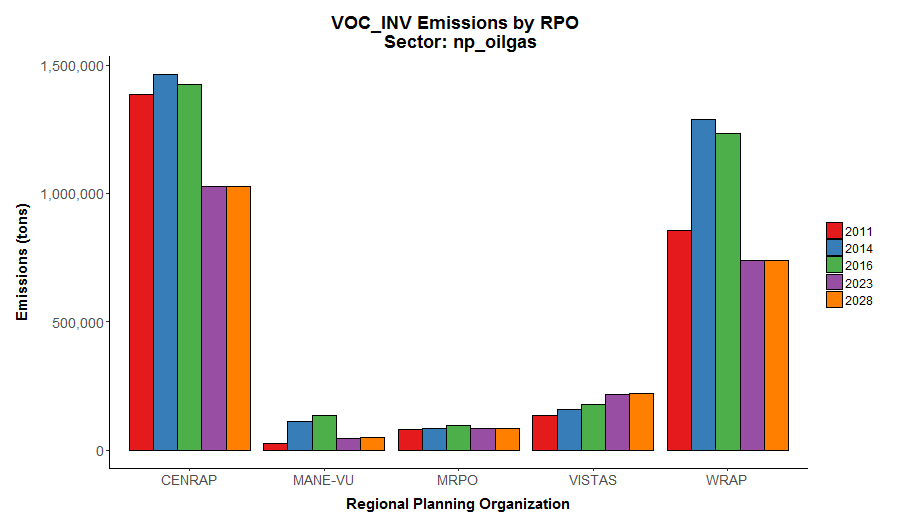 VOC_INV Emissions by RPO
Sector: np_oilgas
Emissions (tons)
1,500,000
1,000,000
500,000
0
CENRAP
MANE-VU
MRPO
VISTAS
WRAP
Regional Planning Organization
2011
2014
2016
2023
2028